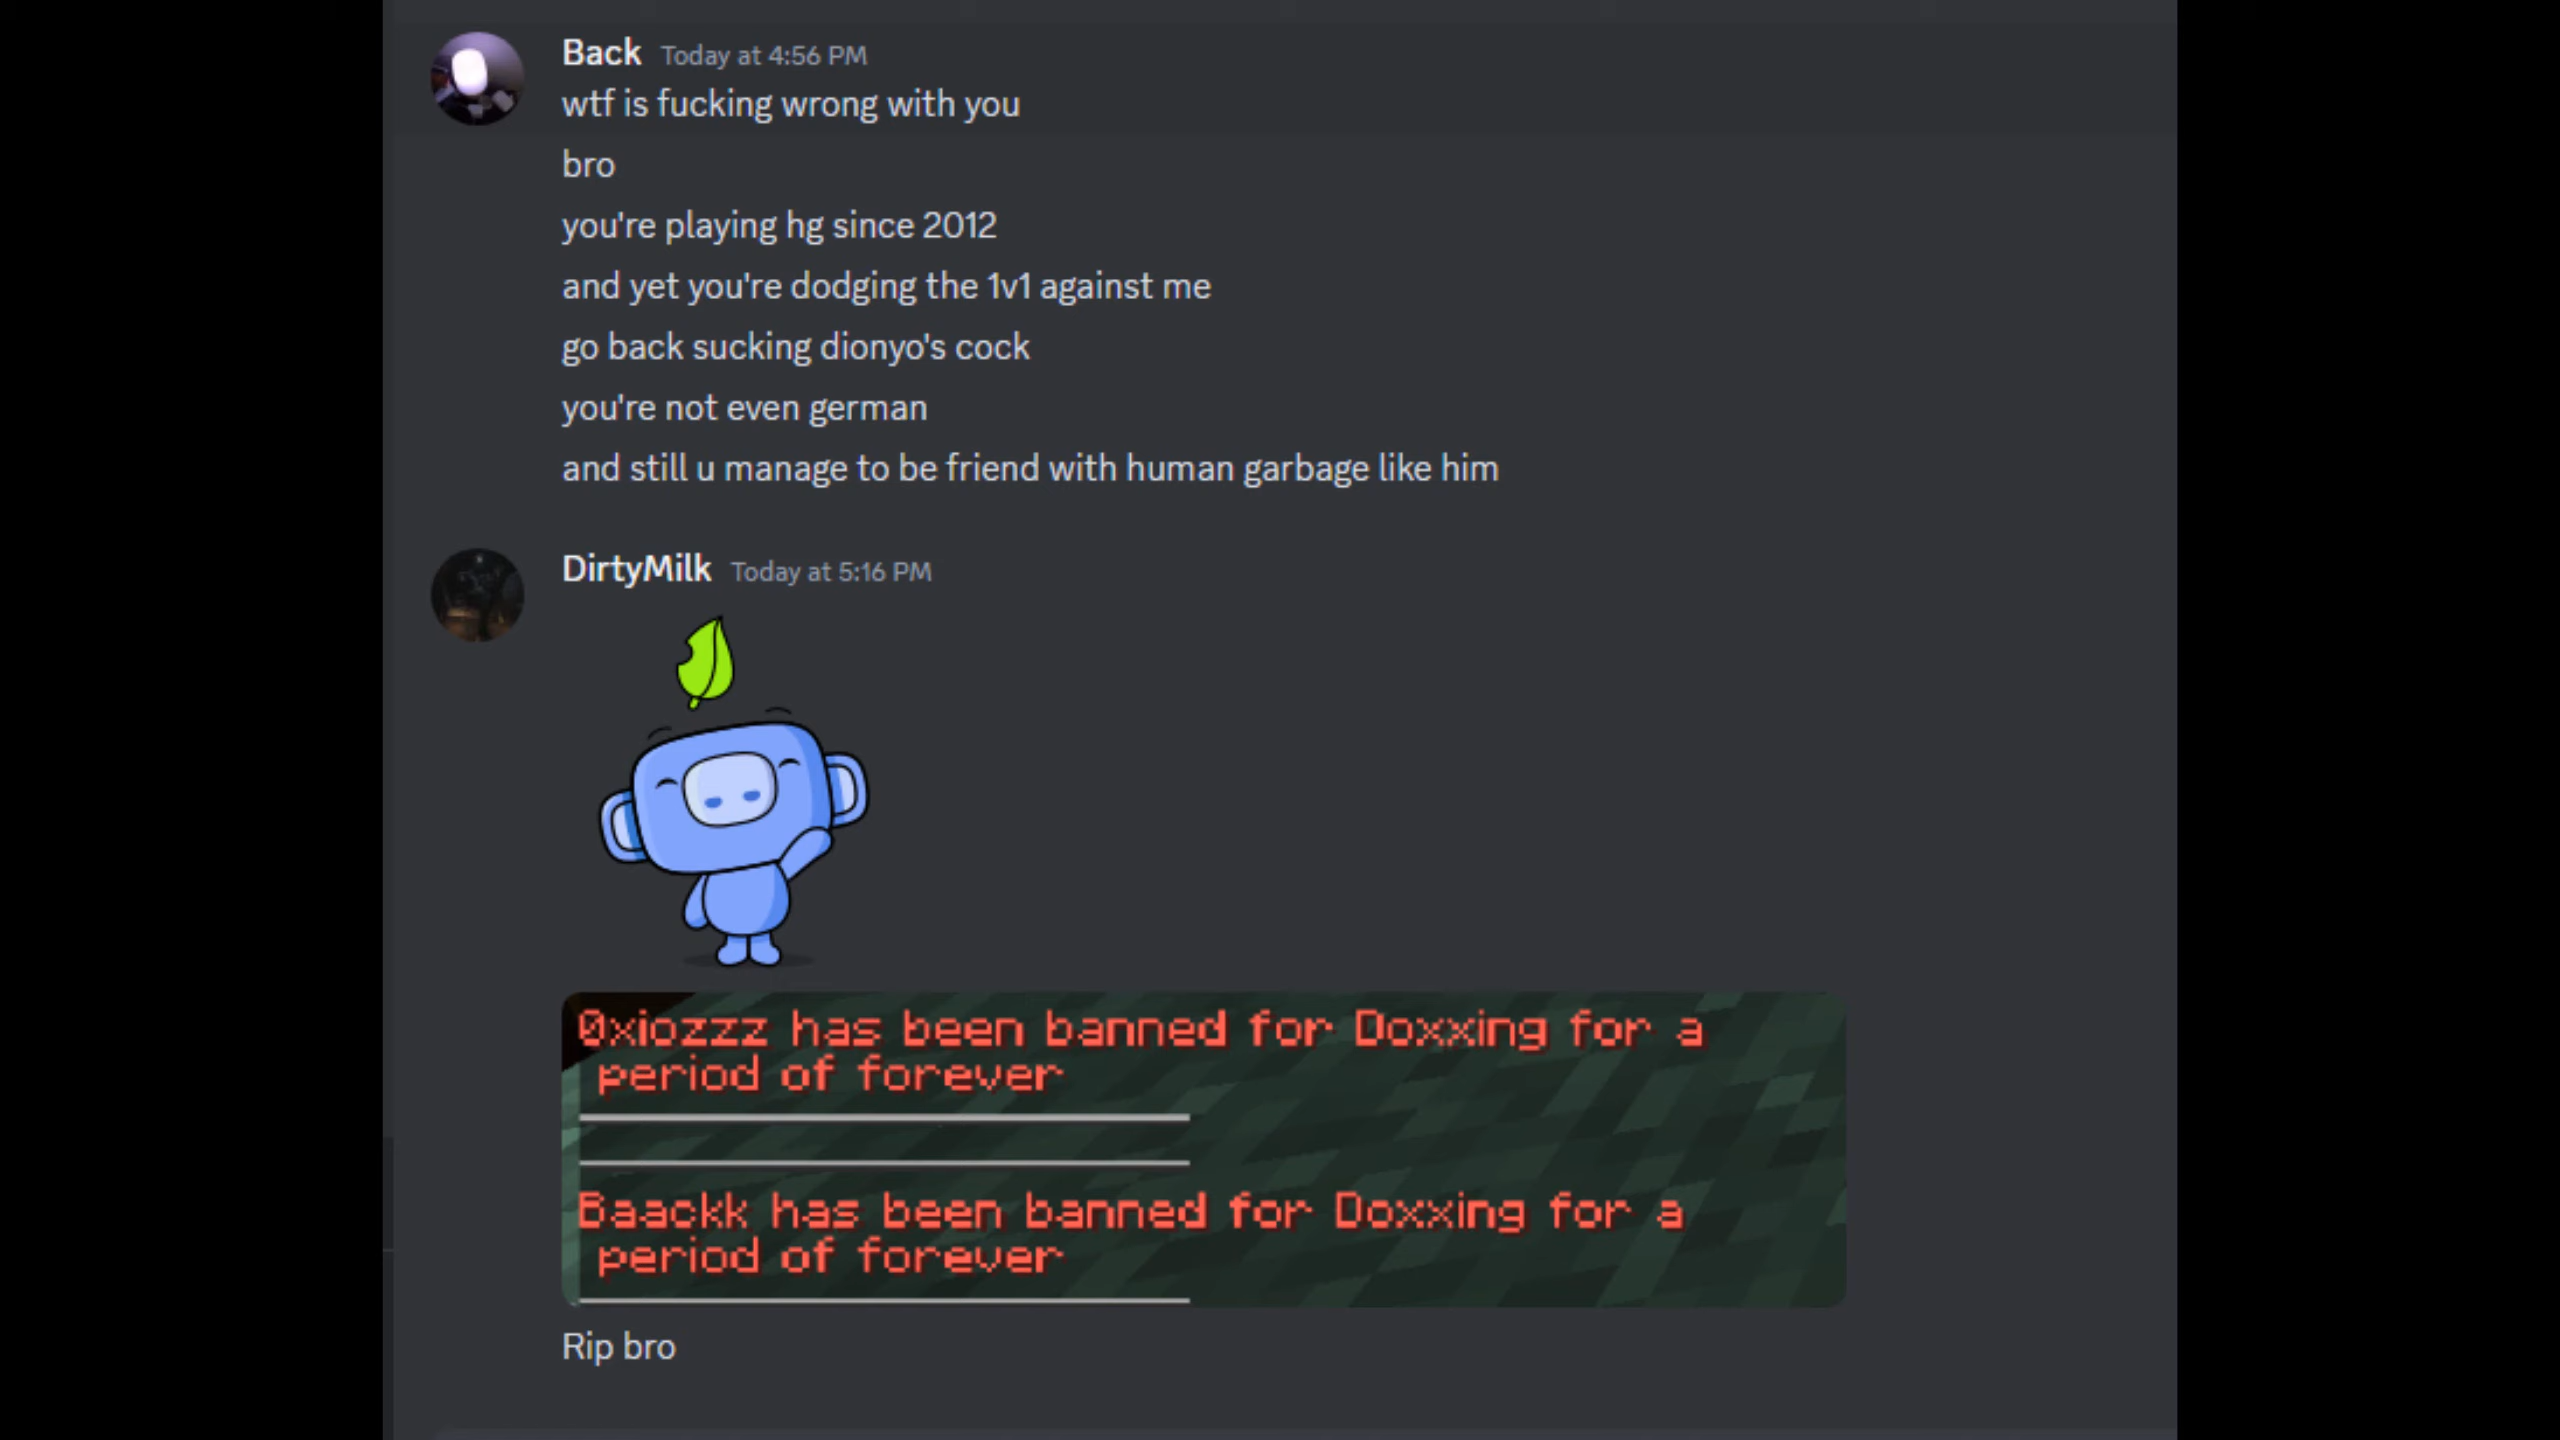 Back Today at 4:56 PM
wtf is fucking wrong with you
bro
you're playing hg since 2012
and yet you're dodging the 1v1 against me
go back sucking dionyo's cock
you're not even german
and still u manage to be friend with human garbage like him
DirtyMilk Today at 5:16 PM
0xiozzz has been banned for Doxxing for a
period of forever
Baackk has been banned for Doxxing for a
period of forever
Rip bro